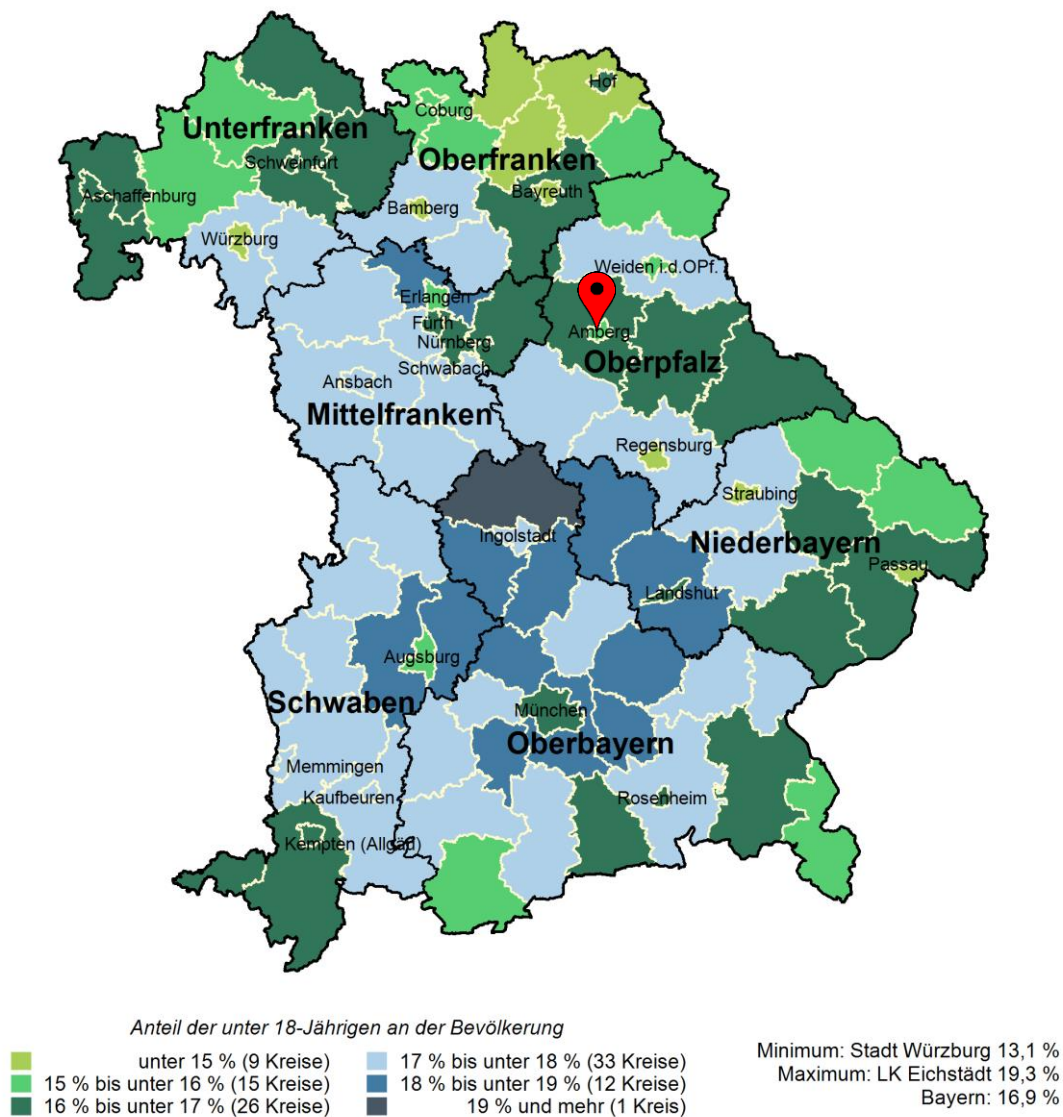 Hof
Coburg
Unterfranken
Oberfranken
Schweinfurt
Aschaffenburg
Bayreuth
Bamberg
Würzburg
Weiden i.d.OPf.
Erlangen
Fürth
Amberg
Nürnberg
Oberpfalz
Schwabach
Ansbach
Mittelfranken
Regensburg
Straubing
Ingolstadt
Niederbayern
Passau
Landshut
Augsburg
Schwaben
München
Oberbayern
Memmingen
Kaufbeuren
Rosenheim
Kempten (Allgäu)
Anteil der unter 18-Jährigen an der Bevölkerung
unter 15 % (9 Kreise)
15 % bis unter 16 % (15 Kreise)
16 % bis unter 17 % (26 Kreise)
17 % bis unter 18 % (33 Kreise)
18 % bis unter 19 % (12 Kreise)
19 % und mehr (1 Kreis)
Minimum: Stadt Würzburg 13,1 %
Maximum: LK Eichstädt 19,3 %
Bayern: 16,9 %